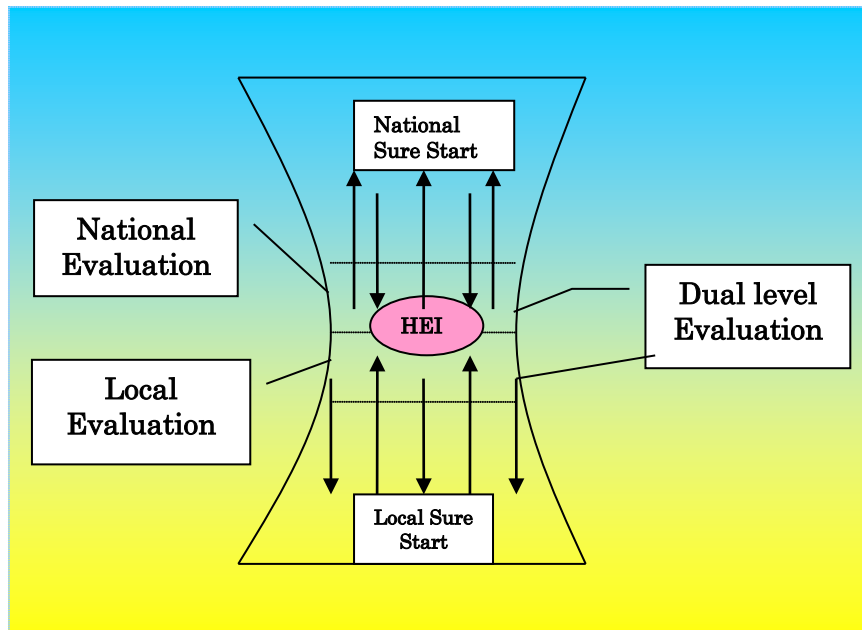 National
Sure Start
National
Evaluation
Dual level
Evaluation
HEI
Local
Evaluation
Local Sure
Start